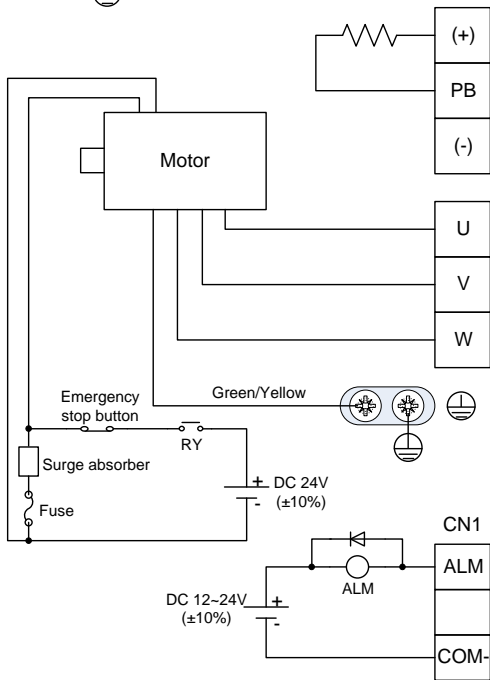 (+)
PB
(-)
Motor
U
V
W
Green/Yellow
Emergency
stop button
RY
Surge absorber
+ DC 24V
- (±10%)
Fuse
CN1
ALM
ALM
DC 12~24V +
(±10%) -
COM-